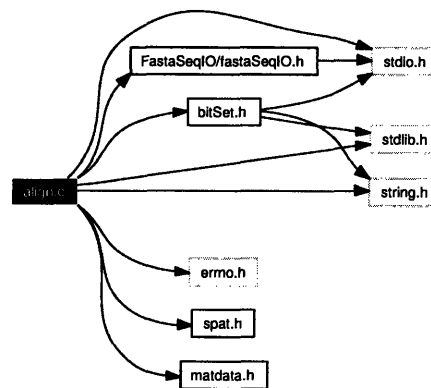 FastaSeqIO/fastaSeqIO.h
stdio.h
bitSet.h
stdlib.h
align.c
string.h
errno.h
spat.h
matdata.h